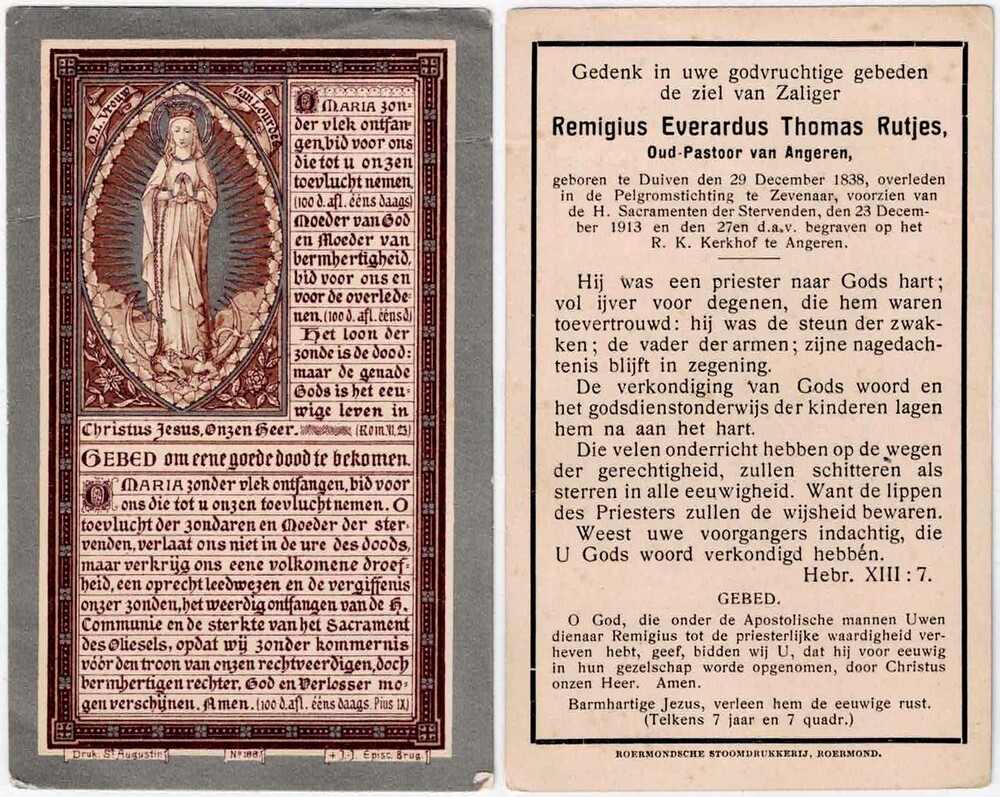 O.L. Vrouw
van Lourdes
O MARIA zon=
der vlek ontfan=
gen, bid voor ons
die tot u onzen
toevlucht nemen.
(100 d. afl. ééns daags)
Moeder van God
en Moeder van
bermhertigheid,
bid voor ons en
voor de overlede=
nen. (100 d. afl. ééns d)
Het loon der
zonde is de dood:
maar de genade
Gods is het eeu=
wige leven in
Christus Jesus, Onzen Heer. (Rom. VI, 23)
GEBED om eene goede dood te bekomen.
O MARIA zonder vlek ontfangen, bid voor
ons die tot u onzen toevlucht nemen. O
toevlucht der zondaren en Moeder der ster=
venden, verlaat ons niet in de ure des doods,
maar verkrijg ons eene volkomene droef=
heid, een oprecht leedwezen en de vergiffenis
onzer zonden, het weerdig ontfangen van de H.
Communie en de sterkte van het Sacrament
des Oliesels, opdat wij zonder kommernis
vóór den troon van onzen rechtveerdigen, doch
bermhertigen rechter, God en Verlosser mo=
gen verschijnen. Amen. (100 d. afl. ééns daags. Pius IX)
Druk. St Augustin
+ J.-J. Episc. Brug.
Gedenk in uwe godvruchtige gebeden
de ziel van Zaliger
Remigius Everardus Thomas Rutjes,
Oud-Pastoor van Angeren,
geboren te Duiven den 29 December 1838, overleden
in de Pelgromstichting te Zevenaar, voorzien van
de H. Sacramenten der Stervenden, den 23 Decem-
ber 1913 en den 27en d.a.v. begraven op het
R. K. Kerkhof te Angeren.
Hij was een priester naar Gods hart;
vol ijver voor degenen, die hem waren
toevertrouwd: hij was de steun der zwak-
ken; de vader der armen; zijne nagedach-
tenis blijft in zegening.
De verkondiging van Gods woord en
het godsdienstonderwijs der kinderen lagen
hem na aan het hart.
Die velen onderricht hebben op de wegen
der gerechtigheid, zullen schitteren als
sterren in alle eeuwigheid. Want de lippen
des Priesters zullen de wijsheid bewaren.
Weest uwe voorgangers indachtig, die
U Gods woord verkondigd hebbén.
Hebr. XIII : 7.
GEBED.
O God, die onder de Apostolische mannen Uwen
dienaar Remigius tot de priesterlijke waardigheid ver-
heven hebt, geef, bidden wij U, dat hij voor eeuwig
in hun gezelschap worde opgenomen, door Christus
onzen Heer. Amen.
Barmhartige Jezus, verleen hem de eeuwige rust.
(Telkens 7 jaar en 7 quadr.)
ROERMONDSCHE STOOMDRUKKERIJ, ROERMOND.